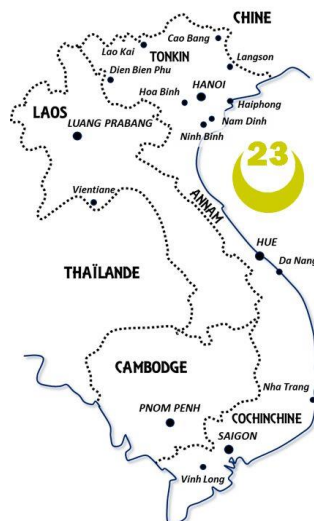 CHINE
Cao Bang
Lao Kai
TONKIN
Langson
Dien Bien Phu
Hoa Binh
HANOI
Haiphong
LAOS
LUANG PRABANG
Nam Dinh
Ninh Binh
23
Vientiane
ANNAM
HUE
Da Nang
THAÏLANDE
CAMBODGE
Nha Trang
PNOM PENH
COCHINCHINE
SAIGON
Vinh Long